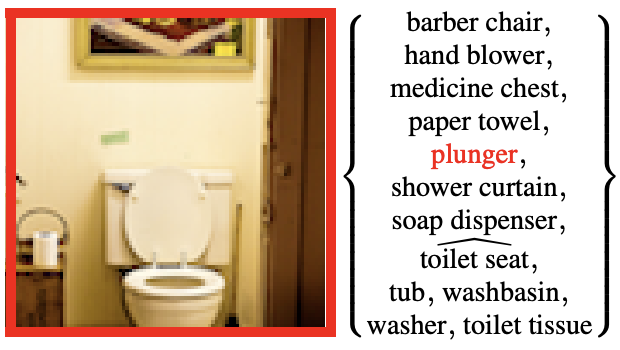 barber chair,
hand blower,
medicine chest,
paper towel,
plunger,
shower curtain,
soap dispenser,
toilet seat,
tub, washbasin,
washer, toilet tissue